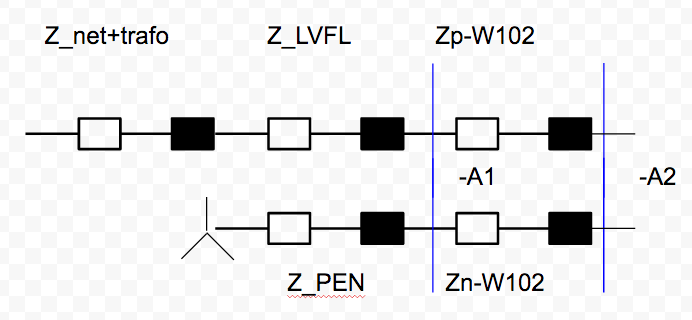 Z_net+trafo Z_LVFL Zp-W102
-A1 -A2
Z_PEN Zn-W102